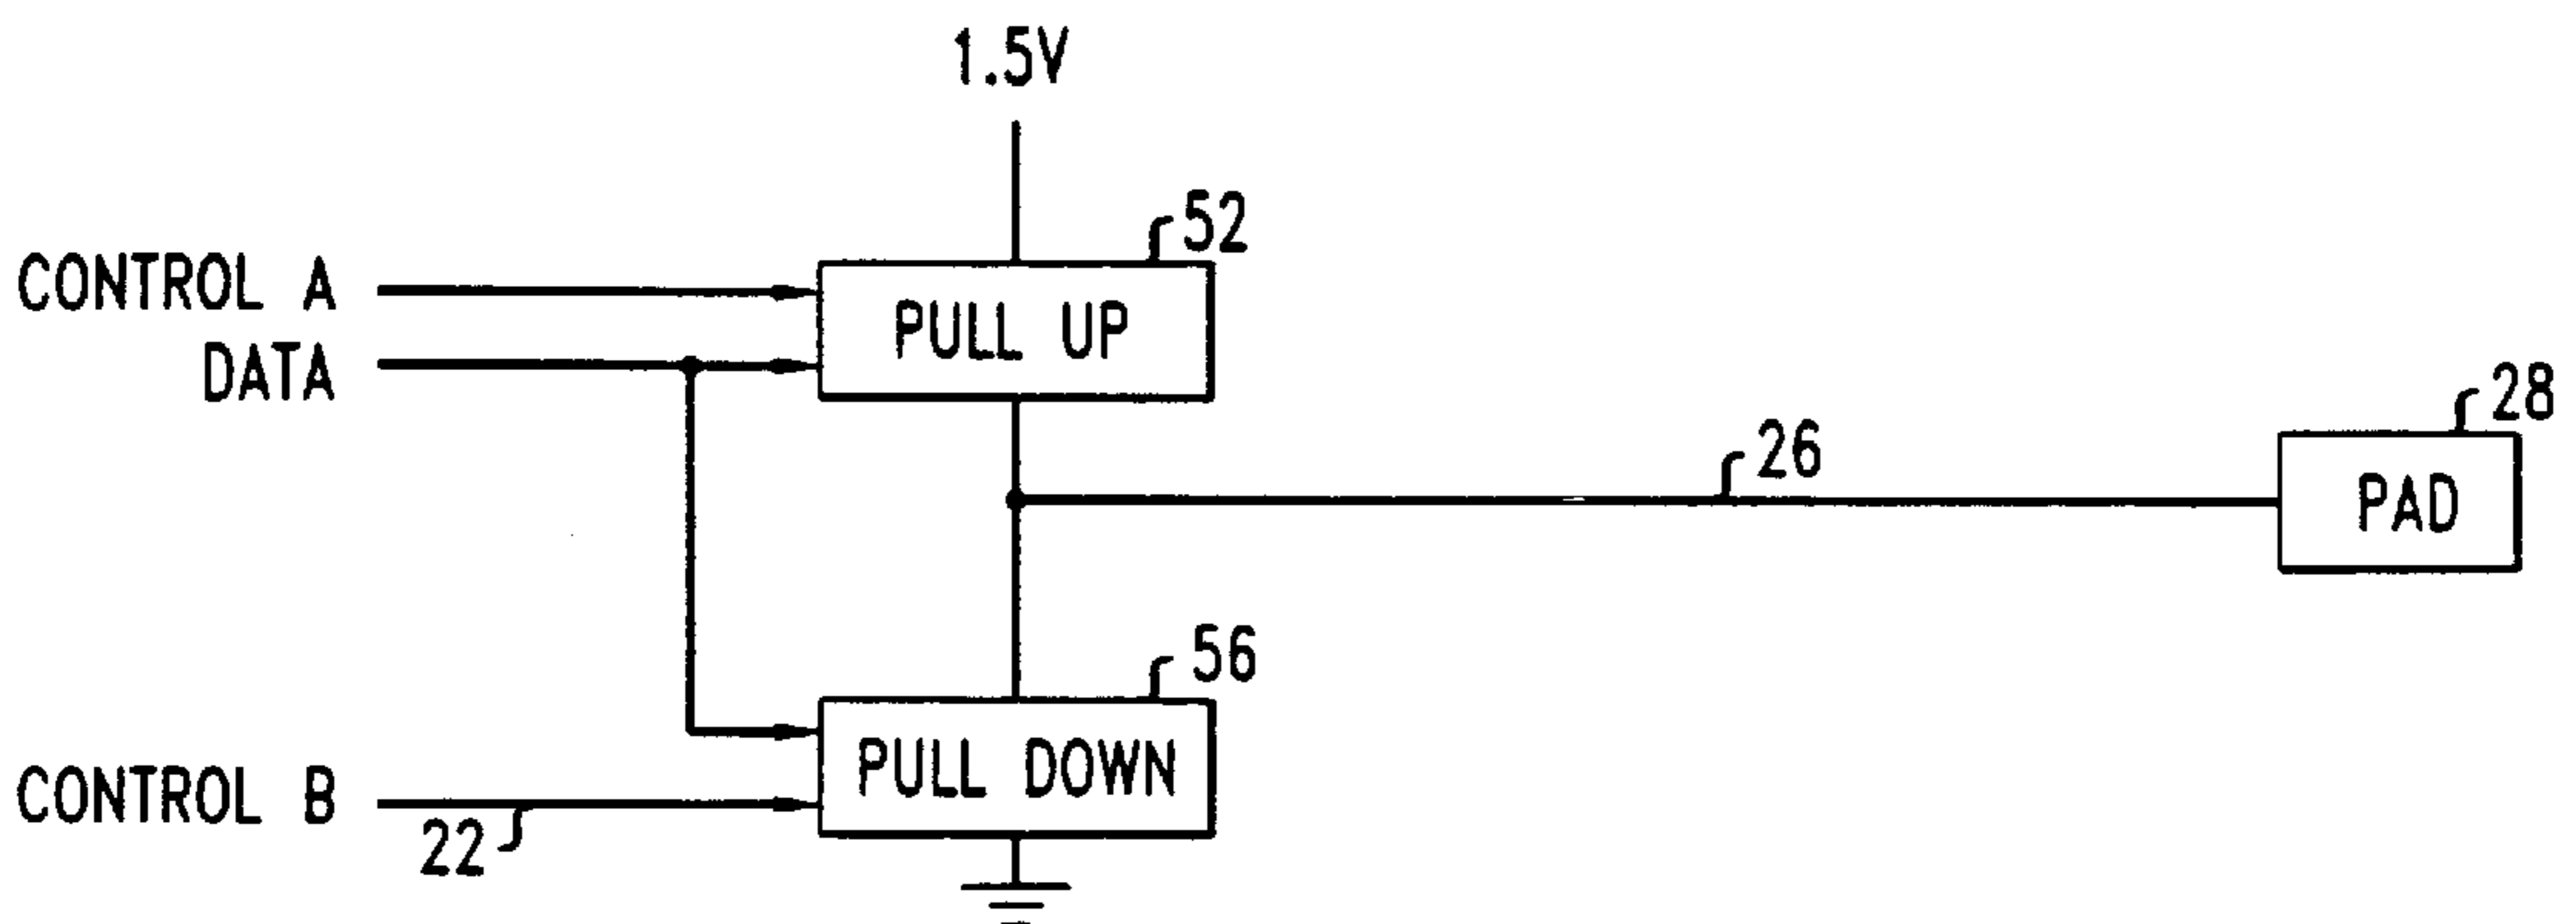 1.5V
52
CONTROL A
PULL UP
DATA
28
26
PAD
56
PULL DOWN
CONTROL B
22